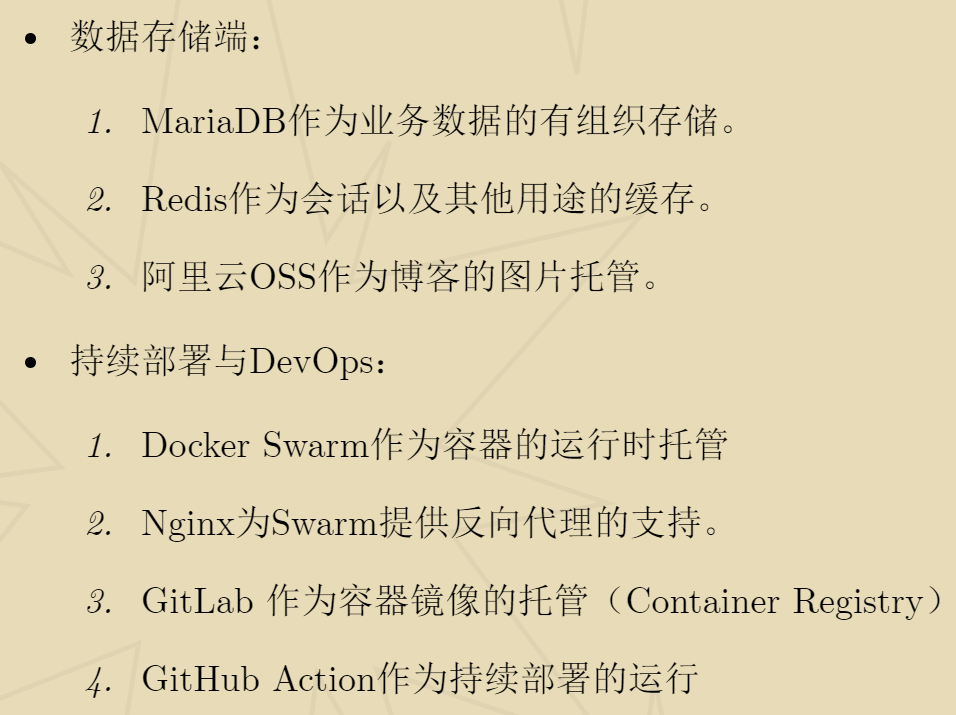 • 数据存储端：
1. MariaDB作为业务数据的有组织存储。
2. Redis作为会话以及其他用途的缓存。
3. 阿里云OSS作为博客的图片托管。
• 持续部署与DevOps：
1. Docker Swarm作为容器的运行时托管
2. Nginx为Swarm提供反向代理的支持。
3. GitLab 作为容器镜像的托管（Container Registry）
4. GitHub Action作为持续部署的运行